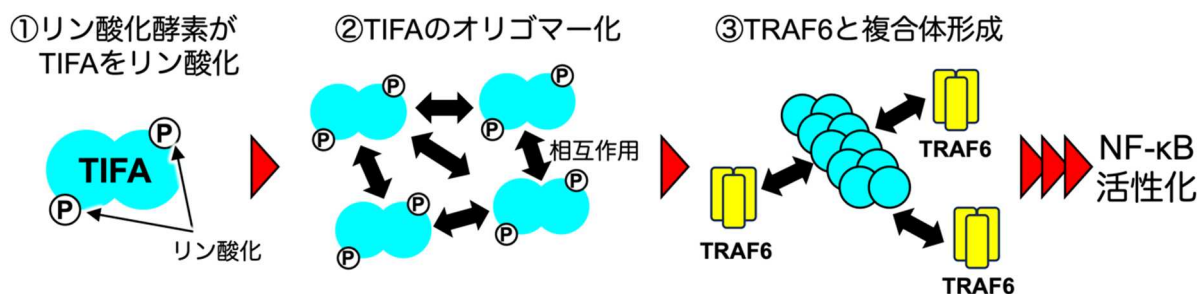 ①リン酸化酵素が
TIFAをリン酸化
TIFA
P
P
リン酸化
②TIFAのオリゴマー化
P
P
P
P
相互作用
P
P
P
P
③TRAF6と複合体形成
TRAF6
TRAF6
TRAF6
NF-κB
活性化